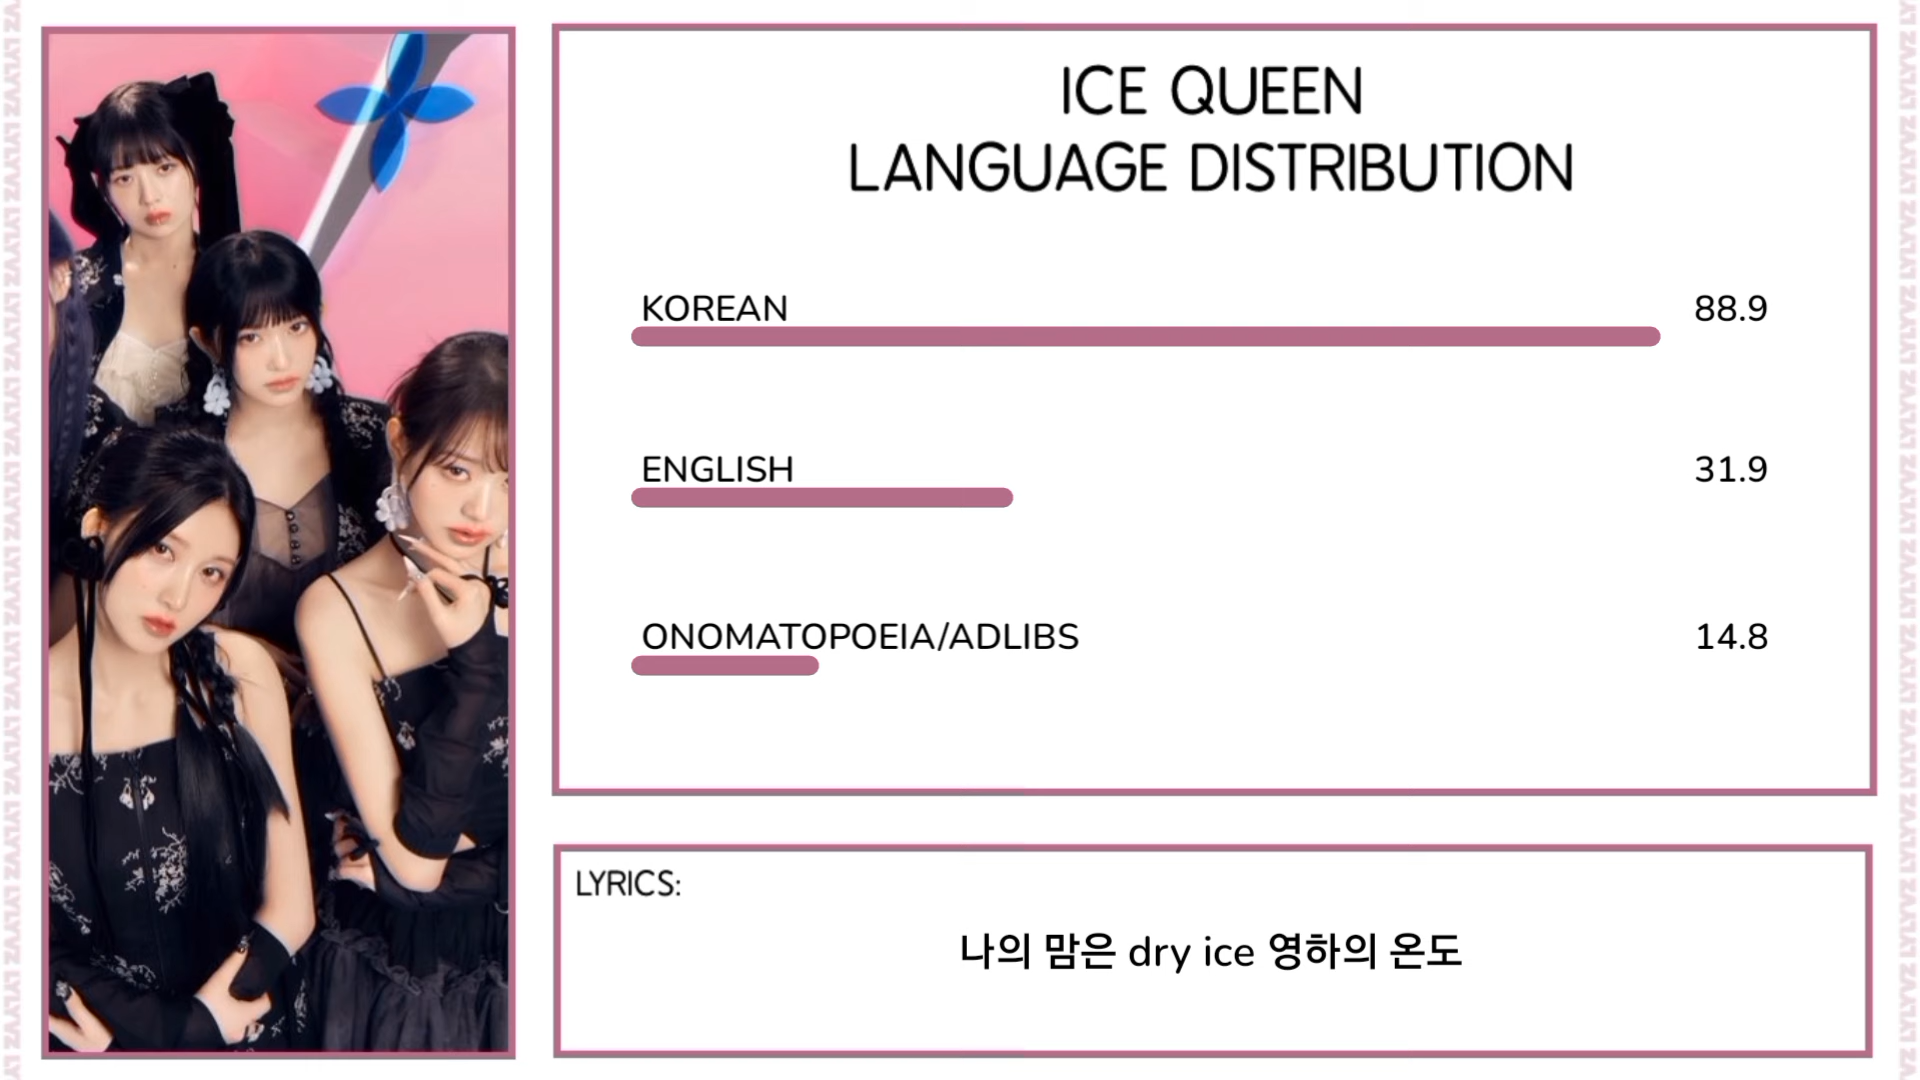 ICE QUEEN
LANGUAGE DISTRIBUTION
KOREAN 88.9
ENGLISH 31.9
ONOMATOPOEIA/ADLIBS 14.8
LYRICS:
나의 맘은 dry ice 영하의 온도